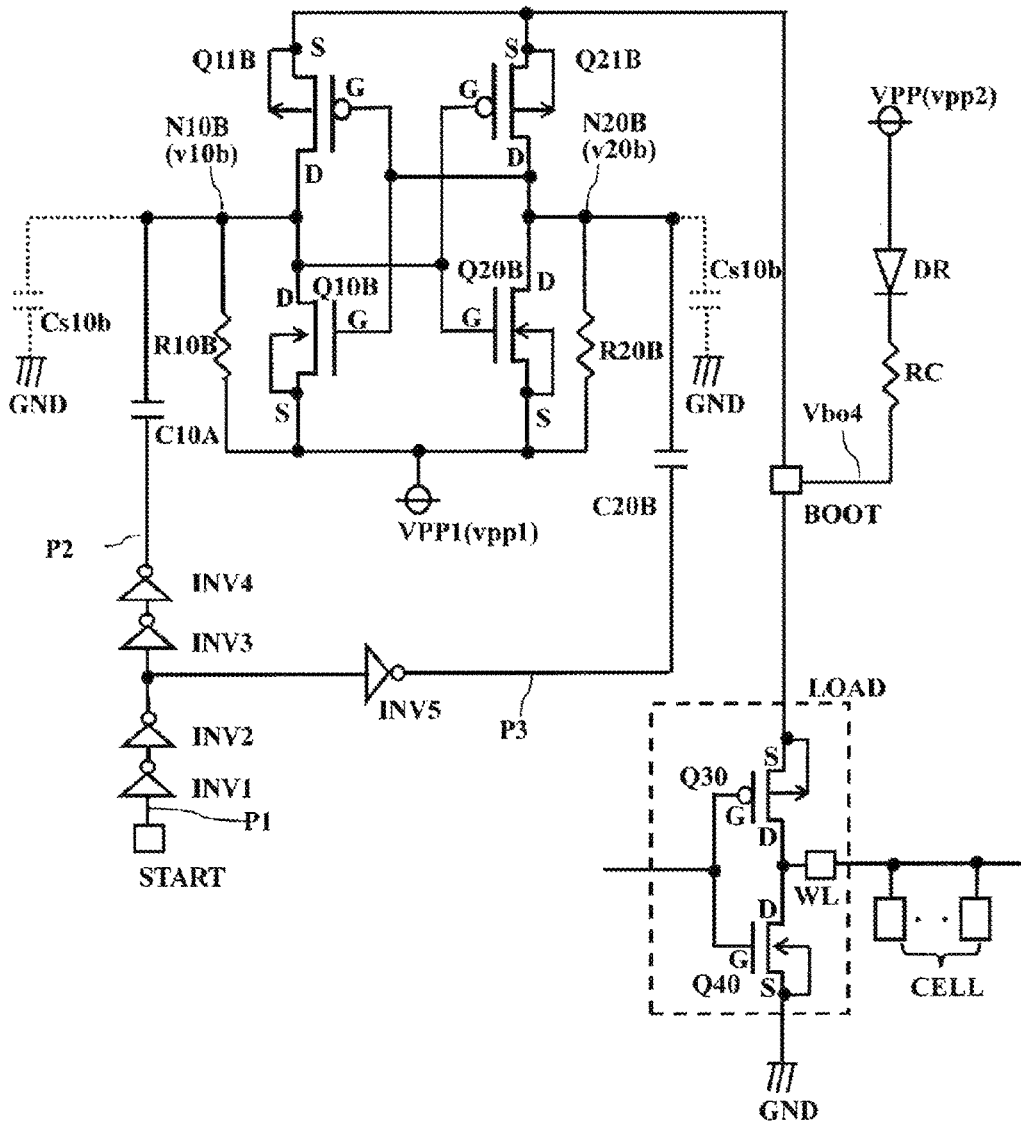 Q11B
S
G
D
S
Q21B
G
D
N10B
(v10b)
N20B
(v20b)
VPP(vpp2)
DR
RC
Vbo4
BOOT
Cs10b
GND
R10B
Q10B
D
G
S
Q20B
D
G
S
R20B
Cs10b
GND
C10A
C20B
VPP1(vpp1)
P2
INV4
INV3
INV5
P3
INV2
INV1
P1
START
LOAD
Q30
S
G
D
WL
D
G
S
Q40
CELL
GND